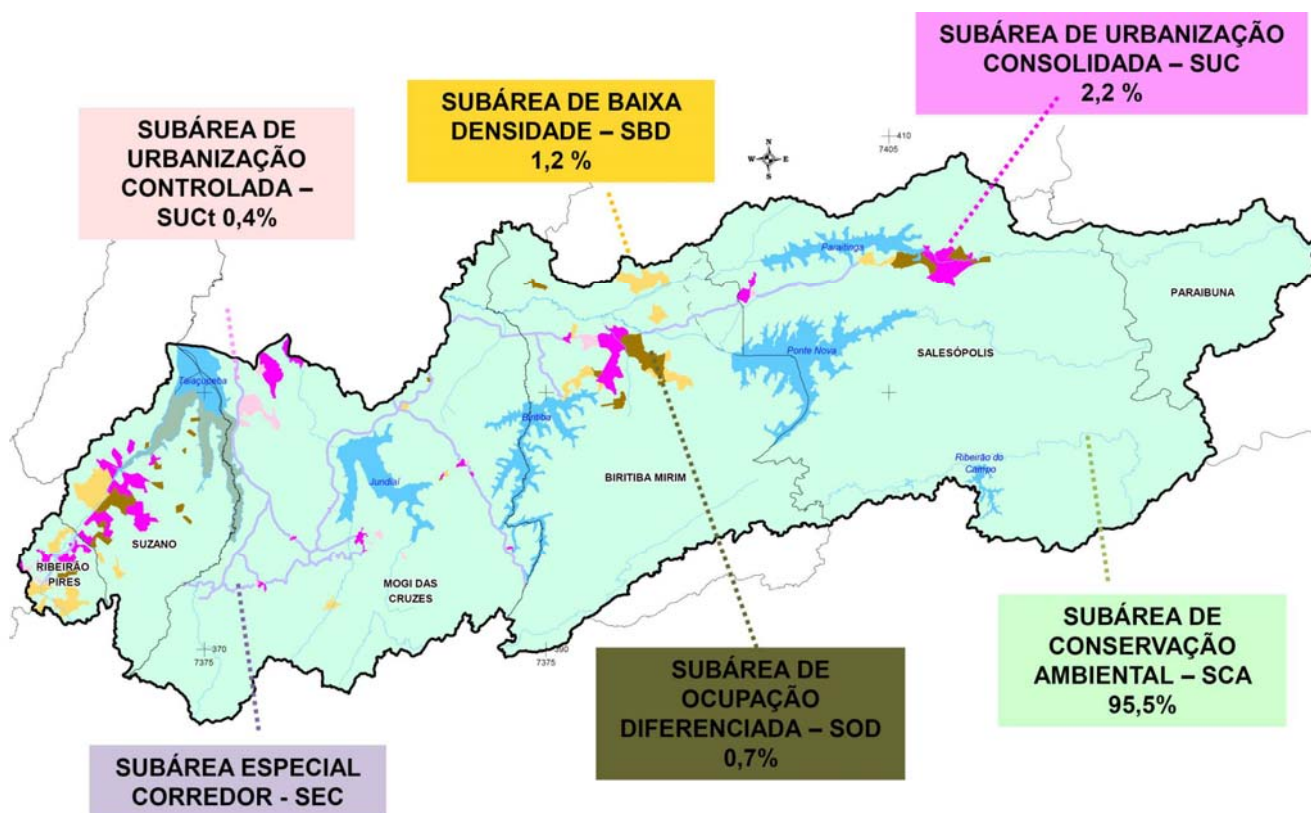 SUBÁREA DE URBANIZAÇÃO
CONSOLIDADA – SUC
2,2 %
SUBÁREA DE BAIXA
DENSIDADE – SBD
1,2 %
SUBÁREA DE
URBANIZAÇÃO
CONTROLADA –
SUCt 0,4%
N
W
E
S
410
7405
Paraitinga
PARAIBUNA
Ponte Nova
SALESÓPOLIS
Taiaçupeba
Biritiba
Jundiaí
BIRITIBA MIRIM
Ribeirão do
Campo
SUZANO
RIBEIRÃO
PIRES
MOGI DAS
CRUZES
370
7375
7375
SUBÁREA DE
CONSERVAÇÃO
AMBIENTAL – SCA
95,5%
SUBÁREA DE
OCUPAÇÃO
DIFERENCIADA – SOD
0,7%
SUBÁREA ESPECIAL
CORREDOR - SEC